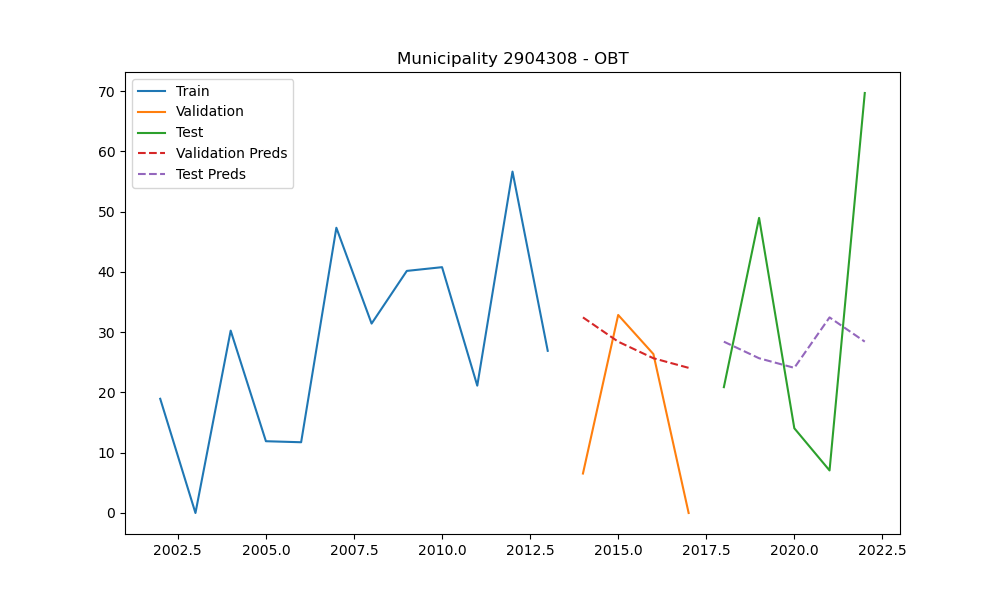 Municipality 2904308 - OBT
Train
Validation
Test
Validation Preds
Test Preds
70
60
50
40
30
20
10
0
2002.5 2005.0 2007.5 2010.0 2012.5 2015.0 2017.5 2020.0 2022.5